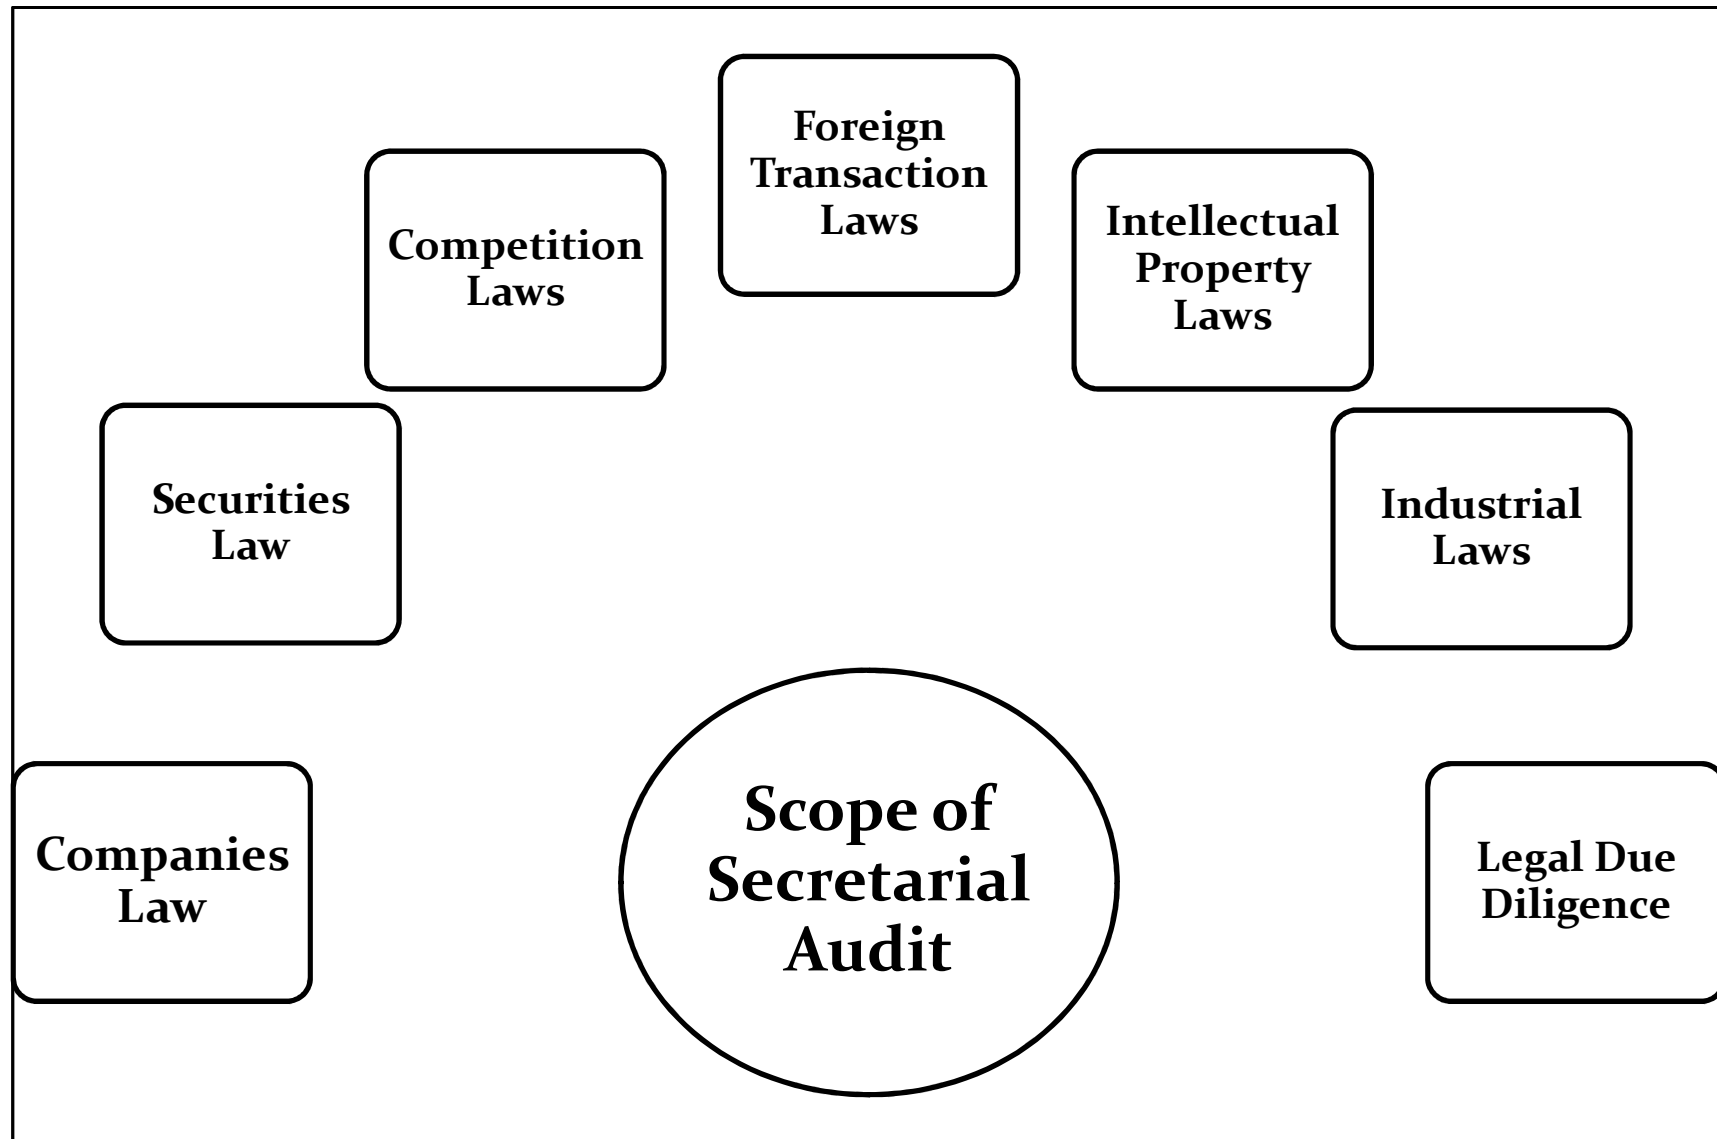 Foreign
Transaction
Laws
Competition
Laws
Intellectual
Property
Laws
Securities
Law
Industrial
Laws
Companies
Law
Scope of
Secretarial
Audit
Legal Due
Diligence